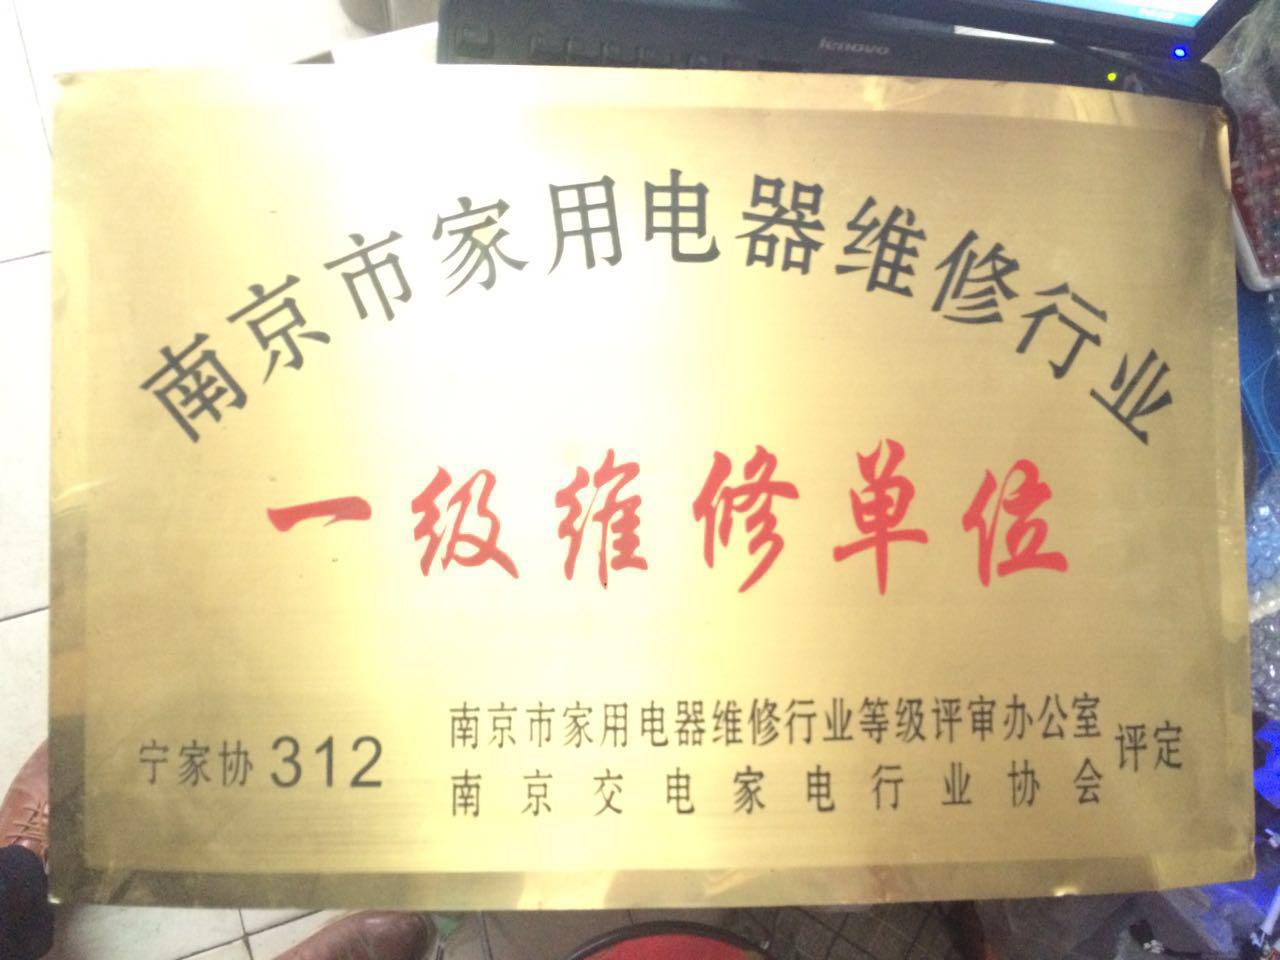 lenovo
南京市家用电器维修行业
一级维修单位
宁家协 312
南京市家用电器维修行业等级评审办公室
南京交电家电行业协会
评定